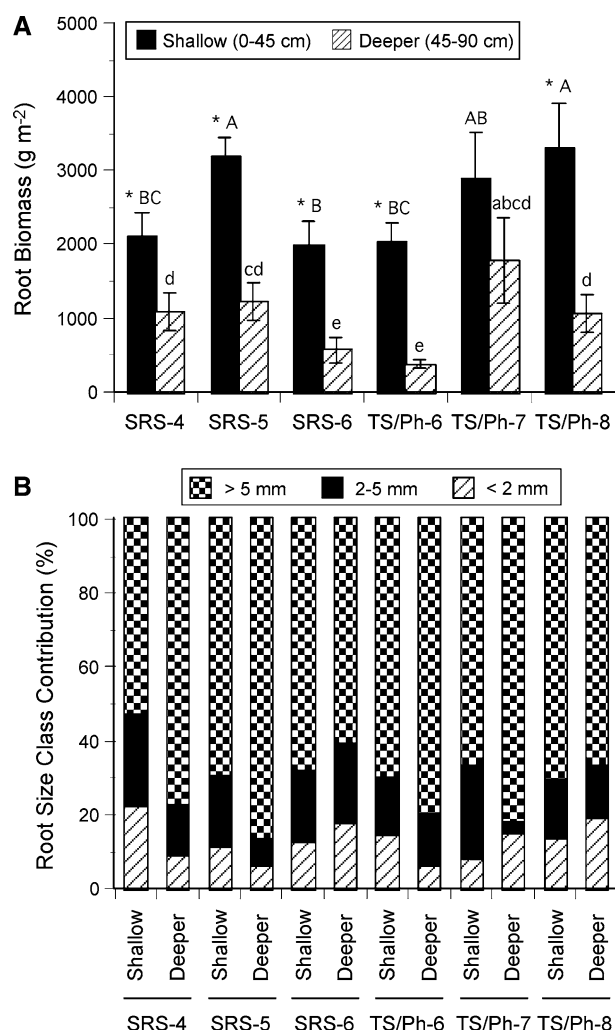 A
5000
4000
3000
2000
1000
0
Root Biomass (g m-2)
Shallow (0-45 cm) Deeper (45-90 cm)
* BC
d
* A
cd
* B
e
* BC
e
AB
abcd
* A
d
SRS-4 SRS-5 SRS-6 TS/Ph-6 TS/Ph-7 TS/Ph-8
B
> 5 mm 2-5 mm < 2 mm
100
80
60
40
20
0
Root Size Class Contribution (%)
Shallow
Deeper
Shallow
Deeper
Shallow
Deeper
Shallow
Deeper
Shallow
Deeper
Shallow
Deeper
SRS-4 SRS-5 SRS-6 TS/Ph-6 TS/Ph-7 TS/Ph-8